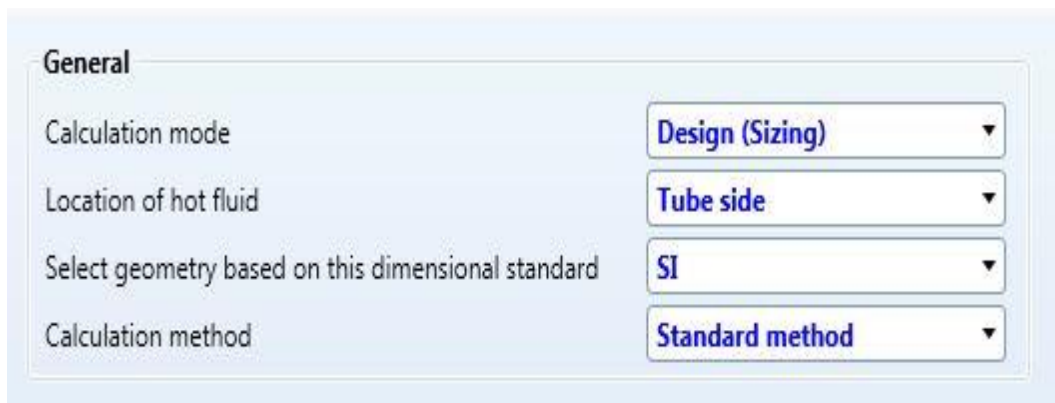 General
Calculation mode Design (Sizing)
Location of hot fluid Tube side
Select geometry based on this dimensional standard SI
Calculation method Standard method